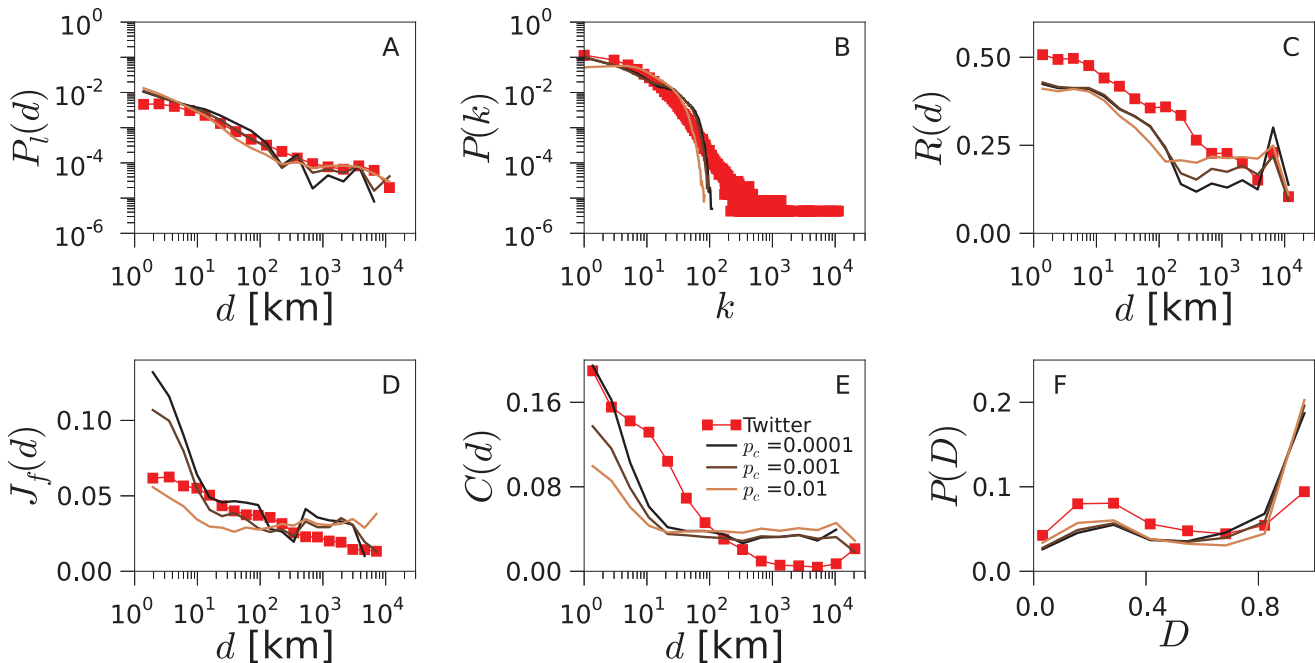 A
10^0
10^-2
10^-4
10^-6
P_l(d)
10^0 10^1 10^2 10^3 10^4
d [km]
B
10^0
10^-2
10^-4
10^-6
P(k)
10^0 10^1 10^2 10^3 10^4
k
C
0.50
0.25
0.00
R(d)
10^0 10^1 10^2 10^3 10^4
d [km]
D
0.10
0.05
0.00
J_f(d)
10^0 10^1 10^2 10^3 10^4
d [km]
E
0.16
0.08
0.00
C(d)
Twitter
p_c =0.0001
p_c =0.001
p_c =0.01
10^0 10^1 10^2 10^3 10^4
d [km]
F
0.2
0.1
0.0
P(D)
0.0 0.4 0.8
D